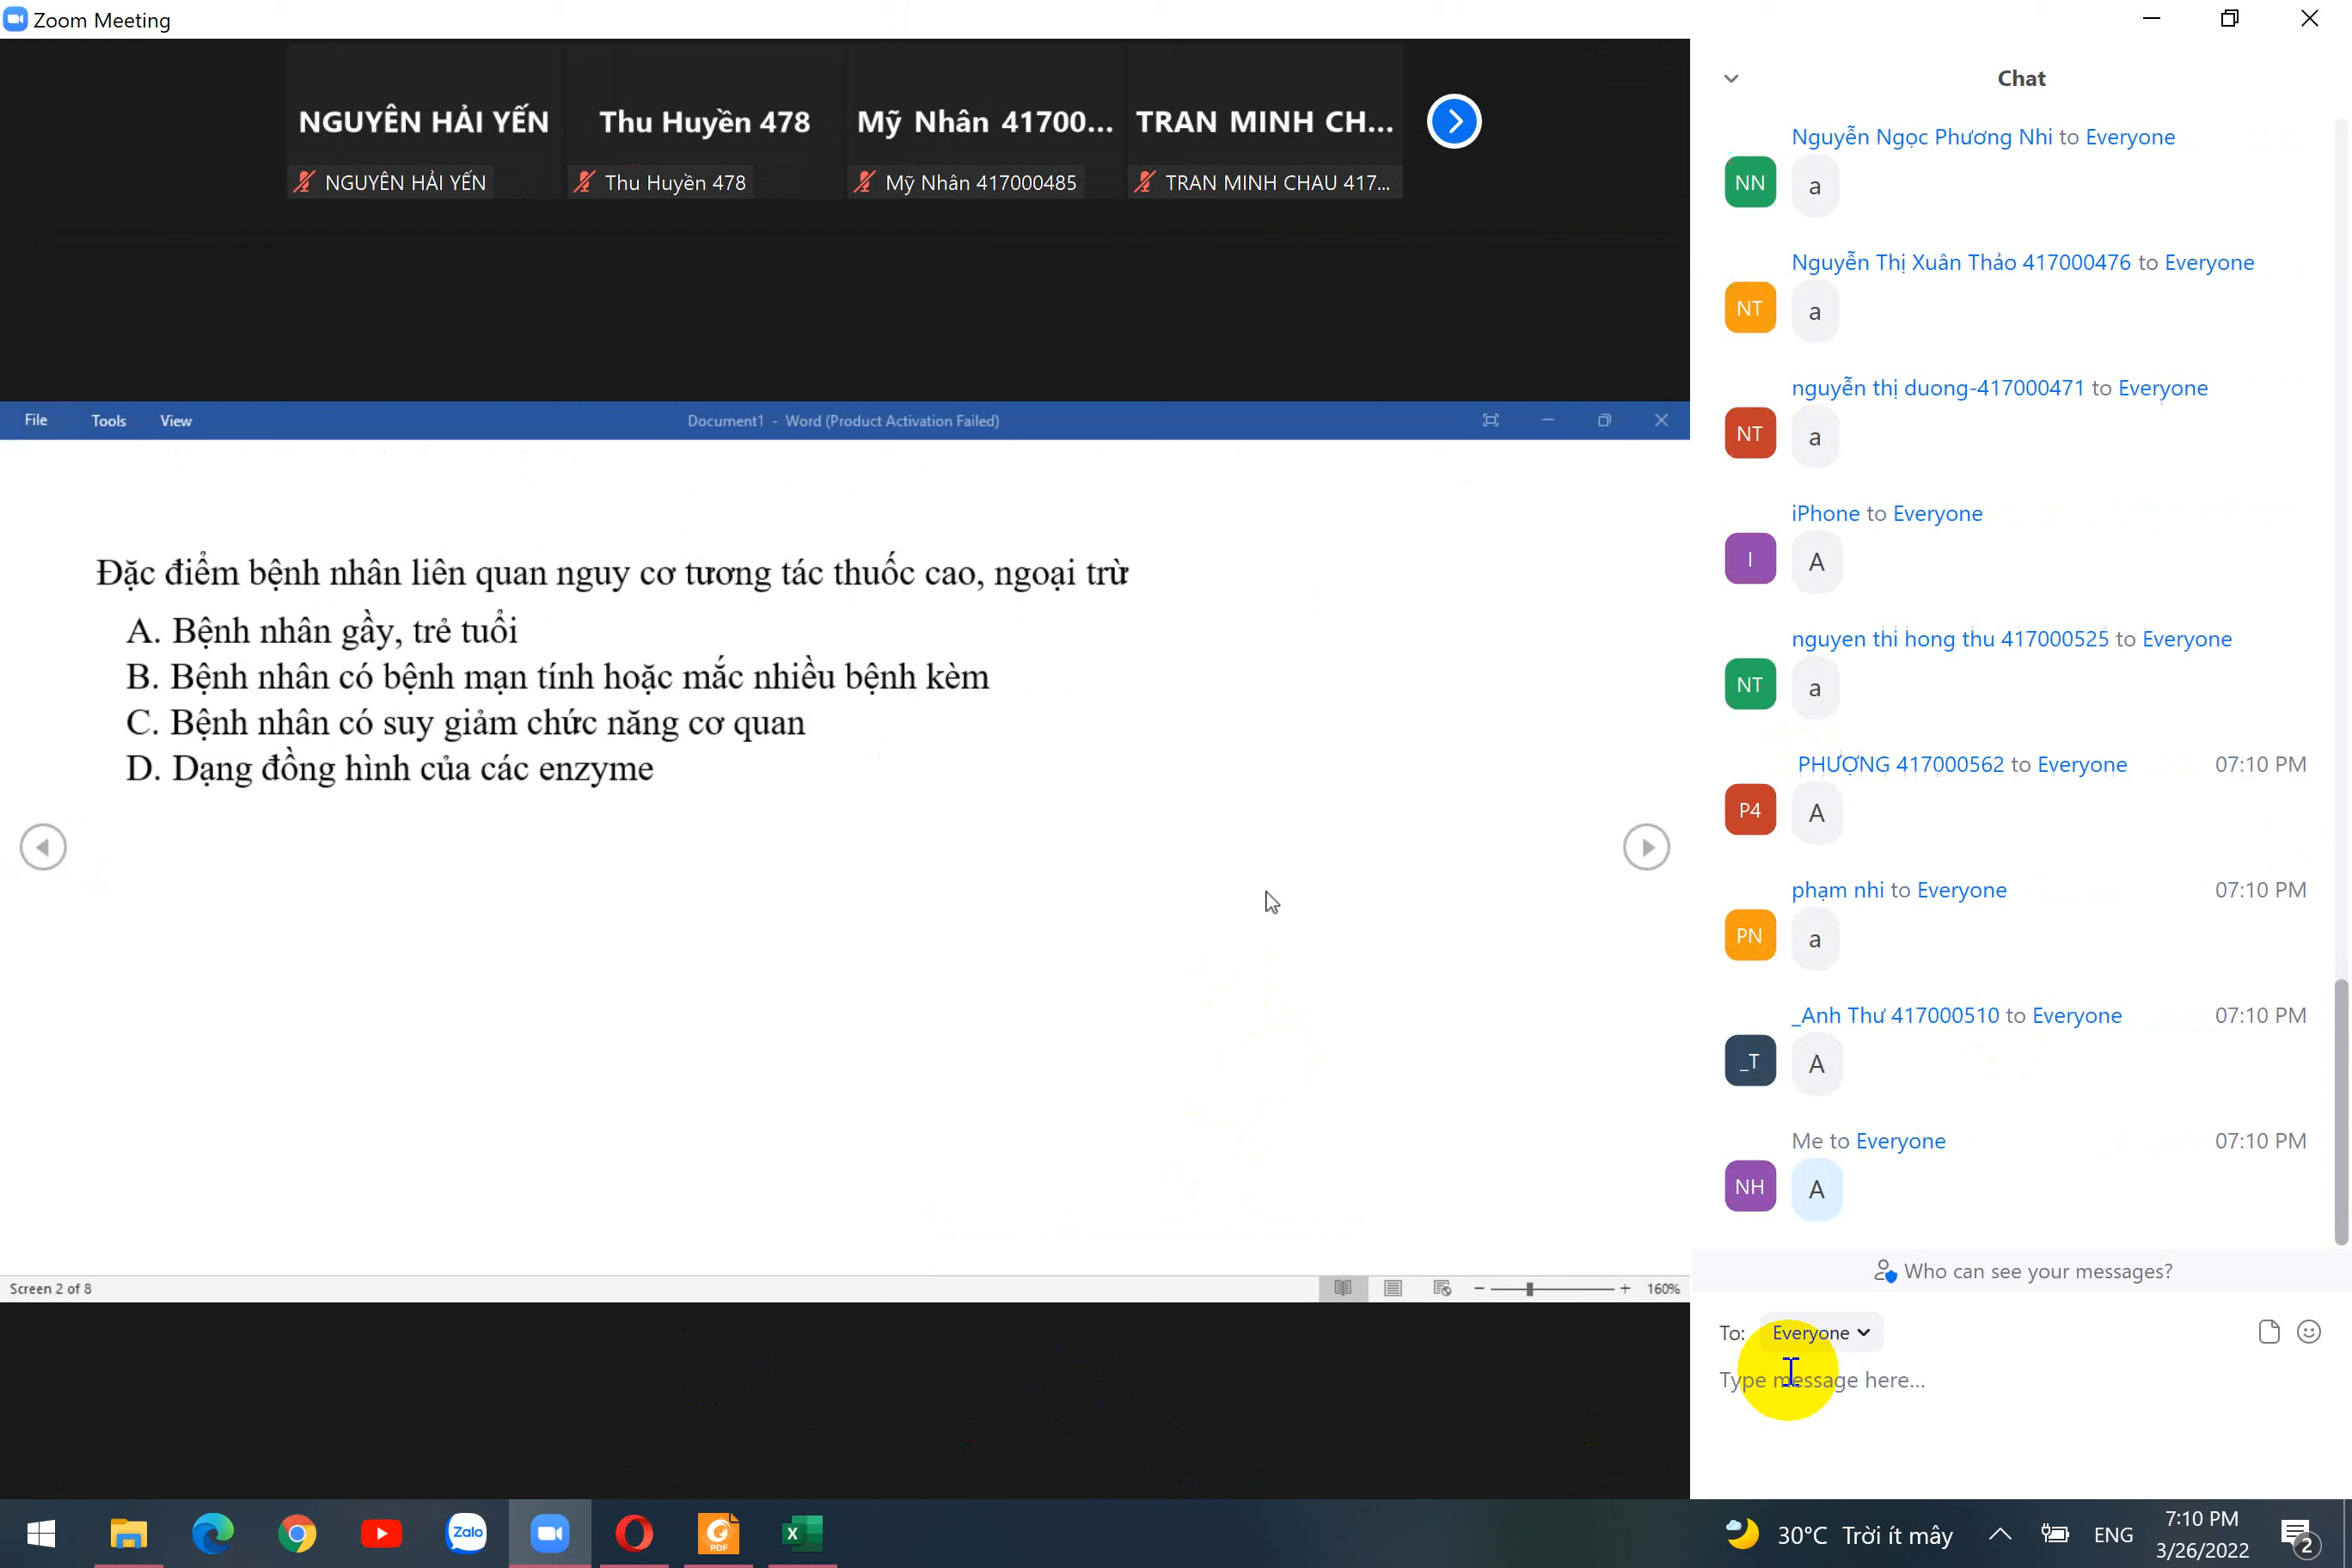 Zoom Meeting
NGUYÊN HẢI YẾN
Thu Huyền 478
Mỹ Nhân 41700...
TRAN MINH CH...
NGUYÊN HẢI YẾN
Thu Huyền 478
Mỹ Nhân 417000485
TRAN MINH CHAU 417...
File Tools View
Document1 - Word (Product Activation Failed)
Đặc điểm bệnh nhân liên quan nguy cơ tương tác thuốc cao, ngoại trừ
A. Bệnh nhân gầy, trẻ tuổi
B. Bệnh nhân có bệnh mạn tính hoặc mắc nhiều bệnh kèm
C. Bệnh nhân có suy giảm chức năng cơ quan
D. Dạng đồng hình của các enzyme
Screen 2 of 8
160%
Chat
Nguyễn Ngọc Phương Nhi to Everyone
NN
a
Nguyễn Thị Xuân Thảo 417000476 to Everyone
NT
a
nguyễn thị duong-417000471 to Everyone
NT
a
iPhone to Everyone
I
A
nguyen thi hong thu 417000525 to Everyone
NT
a
PHƯỢNG 417000562 to Everyone 07:10 PM
P4
A
phạm nhi to Everyone 07:10 PM
PN
a
_Anh Thư 417000510 to Everyone 07:10 PM
_T
A
Me to Everyone 07:10 PM
NH
A
Who can see your messages?
To: Everyone
Type message here...
Zalo
PDF
X
30°C Trời ít mây
ENG
7:10 PM
3/26/2022
2